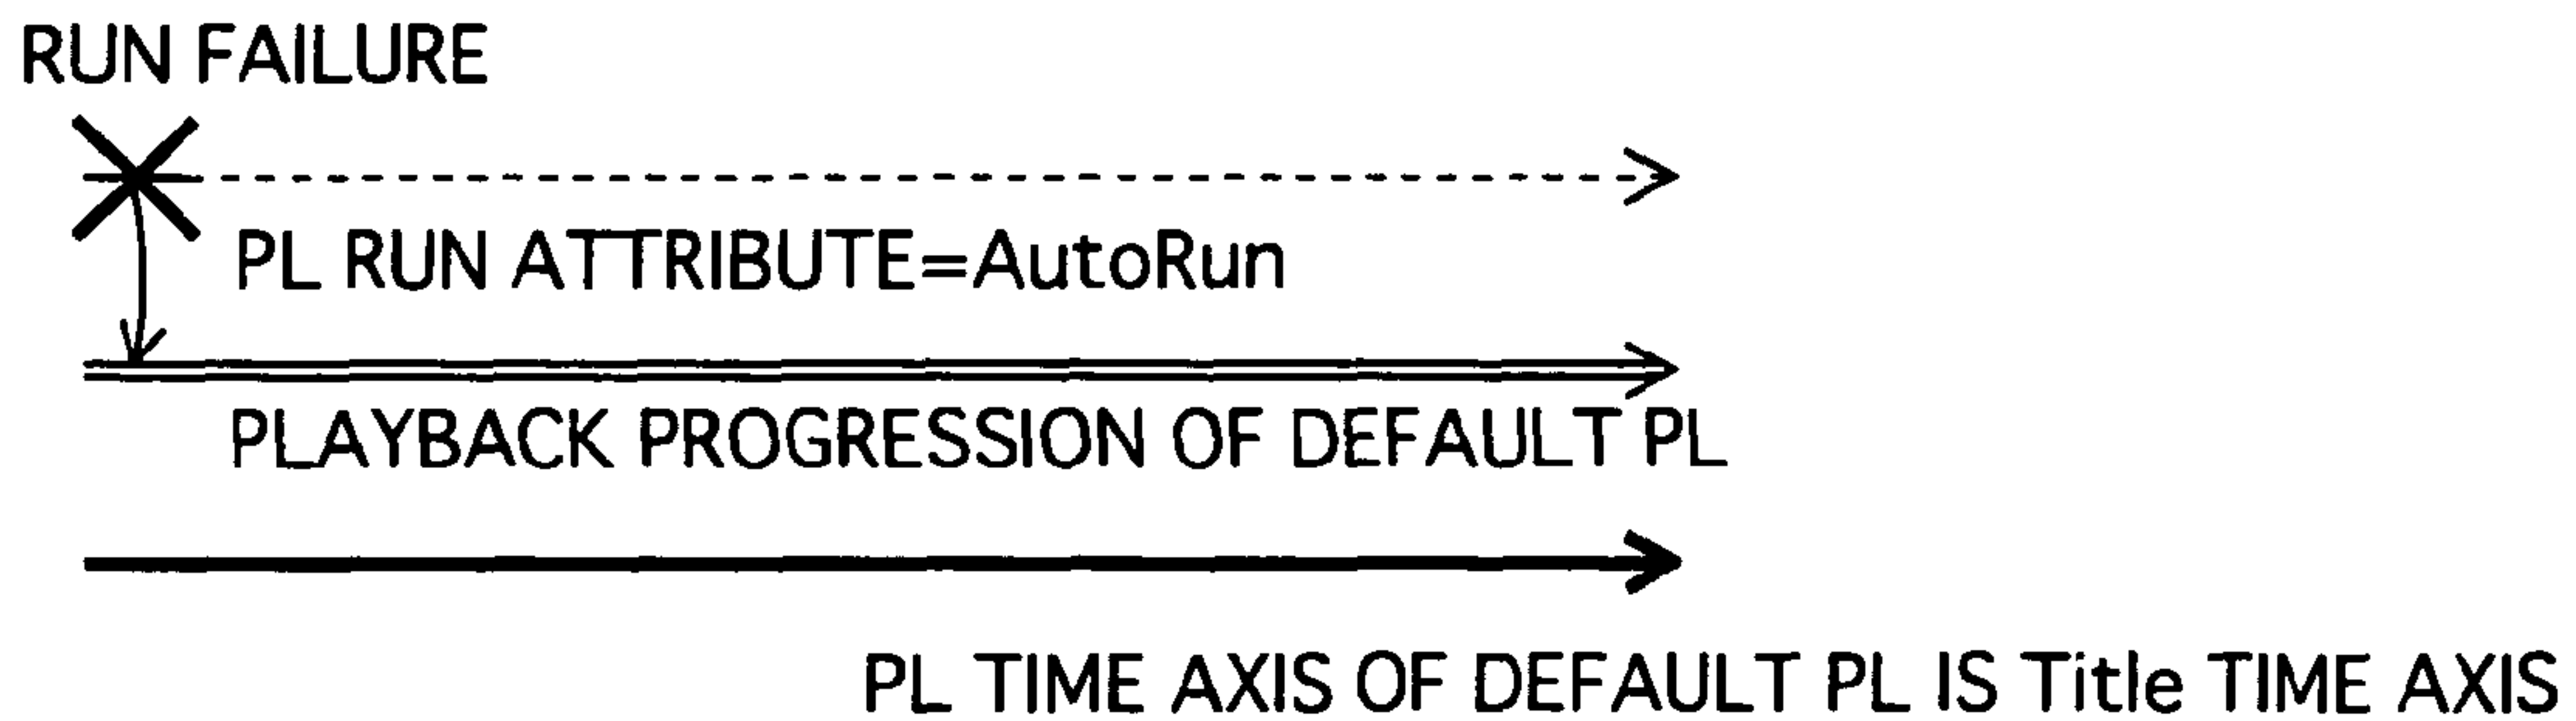 RUN FAILURE
PL RUN ATTRIBUTE=AutoRun
PLAYBACK PROGRESSION OF DEFAULT PL
PL TIME AXIS OF DEFAULT PL IS Title TIME AXIS